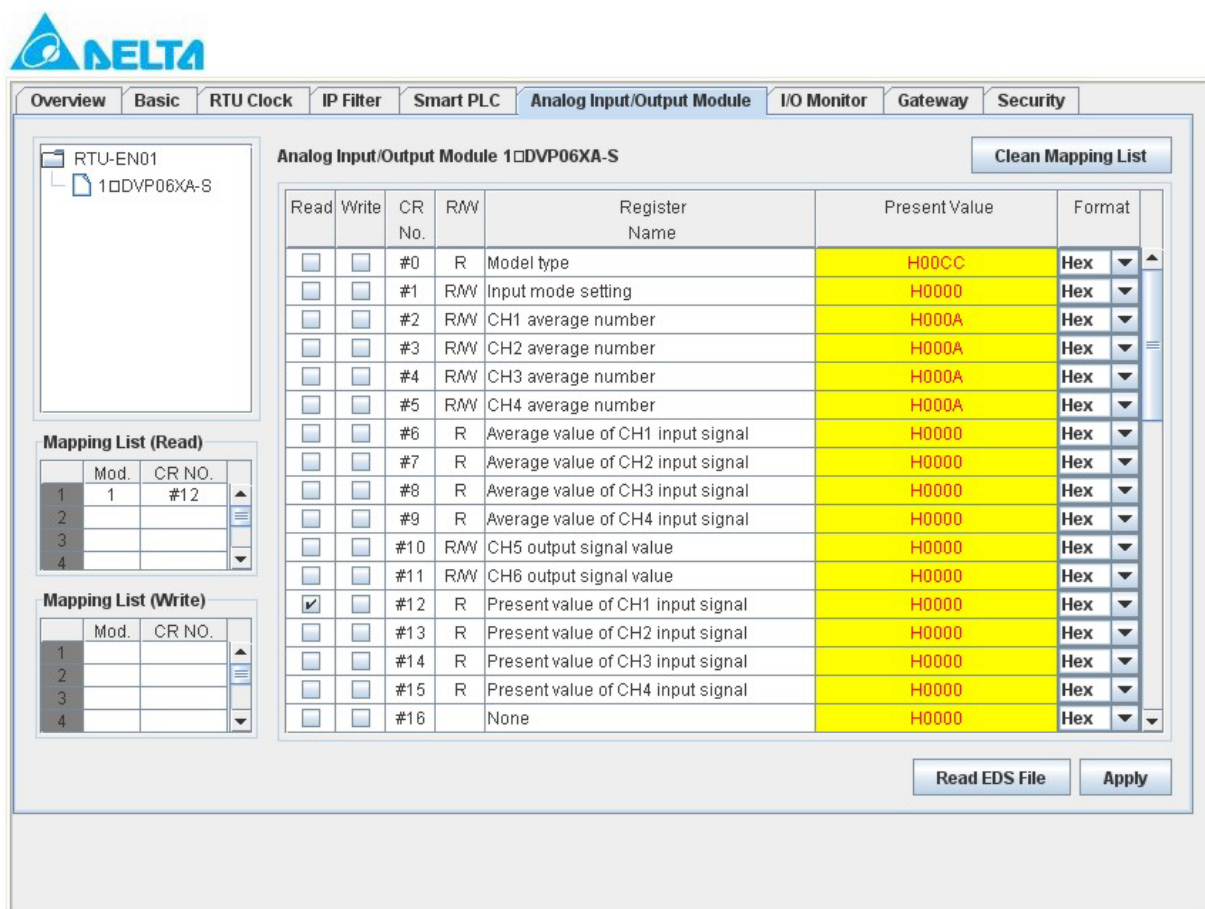 DELTA
Overview Basic RTU Clock IP Filter Smart PLC Analog Input/Output Module I/O Monitor Gateway Security
RTU-EN01
1□DVP06XA-S
Analog Input/Output Module 1□DVP06XA-S
Clean Mapping List
Read Write CR No. R/W Register Name Present Value Format
#0 R Model type H00CC Hex
#1 R/W Input mode setting H0000 Hex
#2 R/W CH1 average number H000A Hex
#3 R/W CH2 average number H000A Hex
#4 R/W CH3 average number H000A Hex
#5 R/W CH4 average number H000A Hex
#6 R Average value of CH1 input signal H0000 Hex
#7 R Average value of CH2 input signal H0000 Hex
#8 R Average value of CH3 input signal H0000 Hex
#9 R Average value of CH4 input signal H0000 Hex
#10 R/W CH5 output signal value H0000 Hex
#11 R/W CH6 output signal value H0000 Hex
#12 R Present value of CH1 input signal H0000 Hex
#13 R Present value of CH2 input signal H0000 Hex
#14 R Present value of CH3 input signal H0000 Hex
#15 R Present value of CH4 input signal H0000 Hex
#16 None H0000 Hex
Mapping List (Read)
Mod. CR NO.
1 1 #12
2
3
4
Mapping List (Write)
Mod. CR NO.
1
2
3
4
Read EDS File
Apply